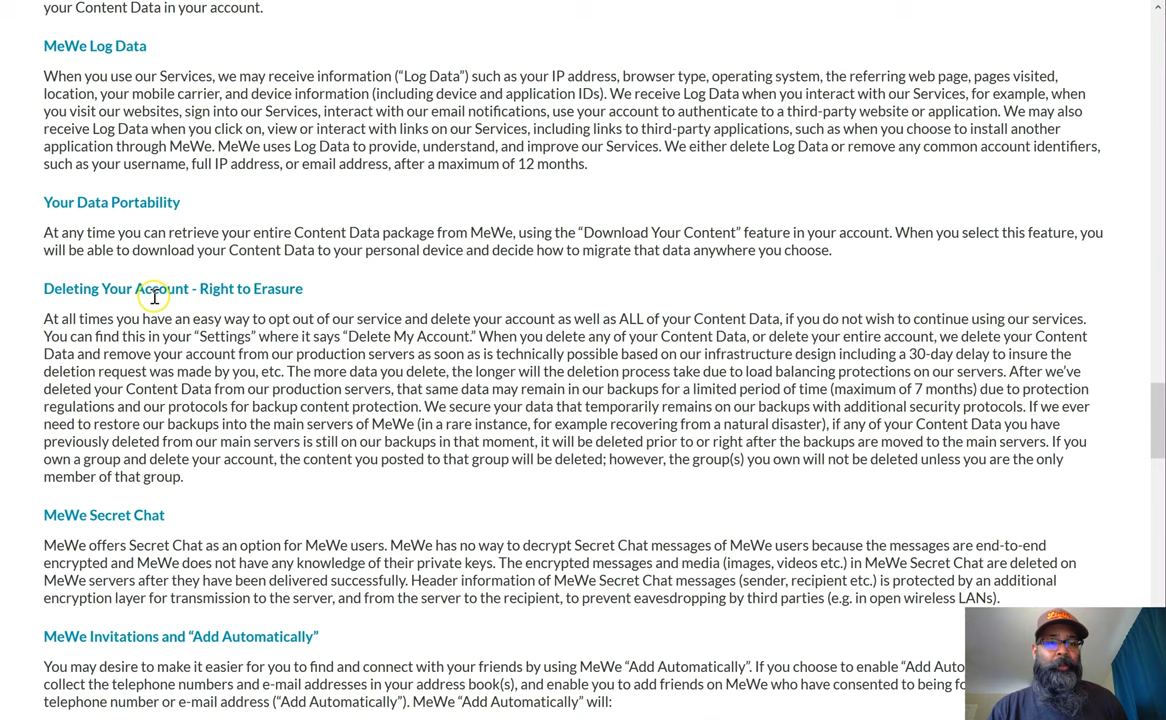 your Content Data in your account.
MeWe Log Data
When you use our Services, we may receive information (“Log Data”) such as your IP address, browser type, operating system, the referring web page, pages visited,
location, your mobile carrier, and device information (including device and application IDs). We receive Log Data when you interact with our Services, for example, when
you visit our websites, sign into our Services, interact with our email notifications, use your account to authenticate to a third-party website or application. We may also
receive Log Data when you click on, view or interact with links on our Services, including links to third-party applications, such as when you choose to install another
application through MeWe. MeWe uses Log Data to provide, understand, and improve our Services. We either delete Log Data or remove any common account identifiers,
such as your username, full IP address, or email address, after a maximum of 12 months.
Your Data Portability
At any time you can retrieve your entire Content Data package from MeWe, using the “Download Your Content” feature in your account. When you select this feature, you
will be able to download your Content Data to your personal device and decide how to migrate that data anywhere you choose.
Deleting Your Account - Right to Erasure
At all times you have an easy way to opt out of our service and delete your account as well as ALL of your Content Data, if you do not wish to continue using our services.
You can find this in your “Settings” where it says “Delete My Account.” When you delete any of your Content Data, or delete your entire account, we delete your Content
Data and remove your account from our production servers as soon as is technically possible based on our infrastructure design including a 30-day delay to insure the
deletion request was made by you, etc. The more data you delete, the longer will the deletion process take due to load balancing protections on our servers. After we’ve
deleted your Content Data from our production servers, that same data may remain in our backups for a limited period of time (maximum of 7 months) due to protection
regulations and our protocols for backup content protection. We secure your data that temporarily remains on our backups with additional security protocols. If we ever
need to restore our backups into the main servers of MeWe (in a rare instance, for example recovering from a natural disaster), if any of your Content Data you have
previously deleted from our main servers is still on our backups in that moment, it will be deleted prior to or right after the backups are moved to the main servers. If you
own a group and delete your account, the content you posted to that group will be deleted; however, the group(s) you own will not be deleted unless you are the only
member of that group.
MeWe Secret Chat
MeWe offers Secret Chat as an option for MeWe users. MeWe has no way to decrypt Secret Chat messages of MeWe users because the messages are end-to-end
encrypted and MeWe does not have any knowledge of their private keys. The encrypted messages and media (images, videos etc.) in MeWe Secret Chat are deleted on
MeWe servers after they have been delivered successfully. Header information of MeWe Secret Chat messages (sender, recipient etc.) is protected by an additional
encryption layer for transmission to the server, and from the server to the recipient, to prevent eavesdropping by third parties (e.g. in open wireless LANs).
MeWe Invitations and “Add Automatically”
You may desire to make it easier for you to find and connect with your friends by using MeWe “Add Automatically”. If you choose to enable “Add Auto
collect the telephone numbers and e-mail addresses in your address book(s), and enable you to add friends on MeWe who have consented to being fo
telephone number or e-mail address (“Add Automatically”). MeWe “Add Automatically” will: